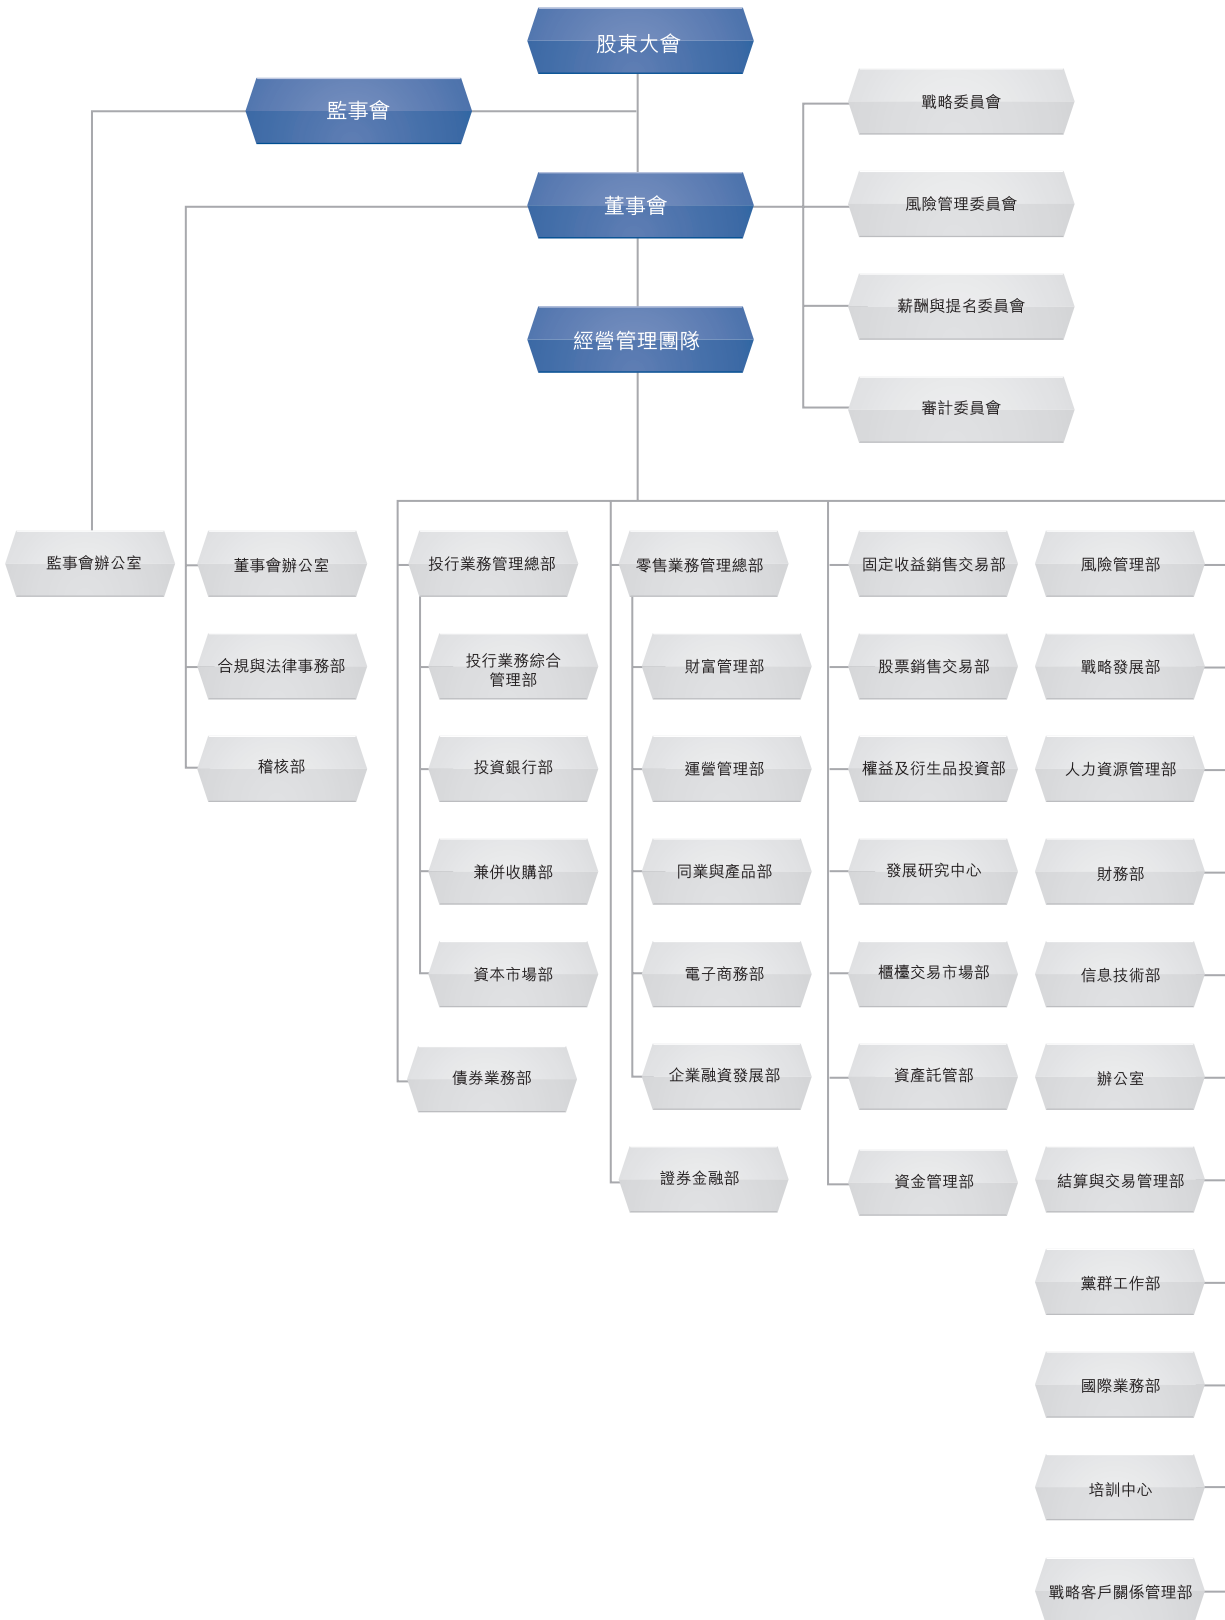 股東大會
監事會
戰略委員會
董事會
風險管理委員會
薪酬與提名委員會
經營管理團隊
審計委員會
監事會辦公室
董事會辦公室
投行業務管理總部
零售業務管理總部
固定收益銷售交易部
風險管理部
合規與法律事務部
投行業務綜合
管理部
財富管理部
股票銷售交易部
戰略發展部
稽核部
投資銀行部
運營管理部
權益及衍生品投資部
人力資源管理部
兼併收購部
同業與產品部
發展研究中心
財務部
資本市場部
電子商務部
櫃檯交易市場部
信息技術部
債券業務部
企業融資發展部
資產託管部
辦公室
證券金融部
資金管理部
結算與交易管理部
黨群工作部
國際業務部
培訓中心
戰略客戶關係管理部